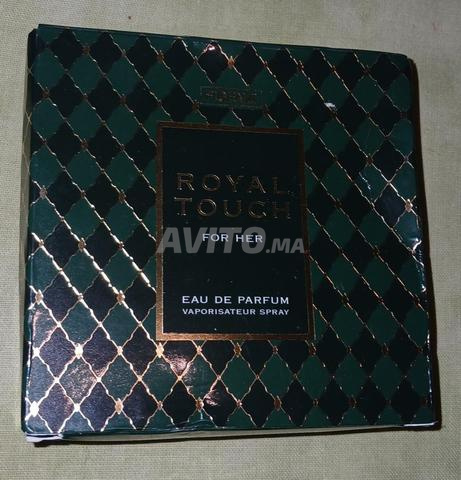 ROYAL
TOUCH
FOR HER
AVITO.MA
EAU DE PARFUM
VAPORISATEUR SPRAY